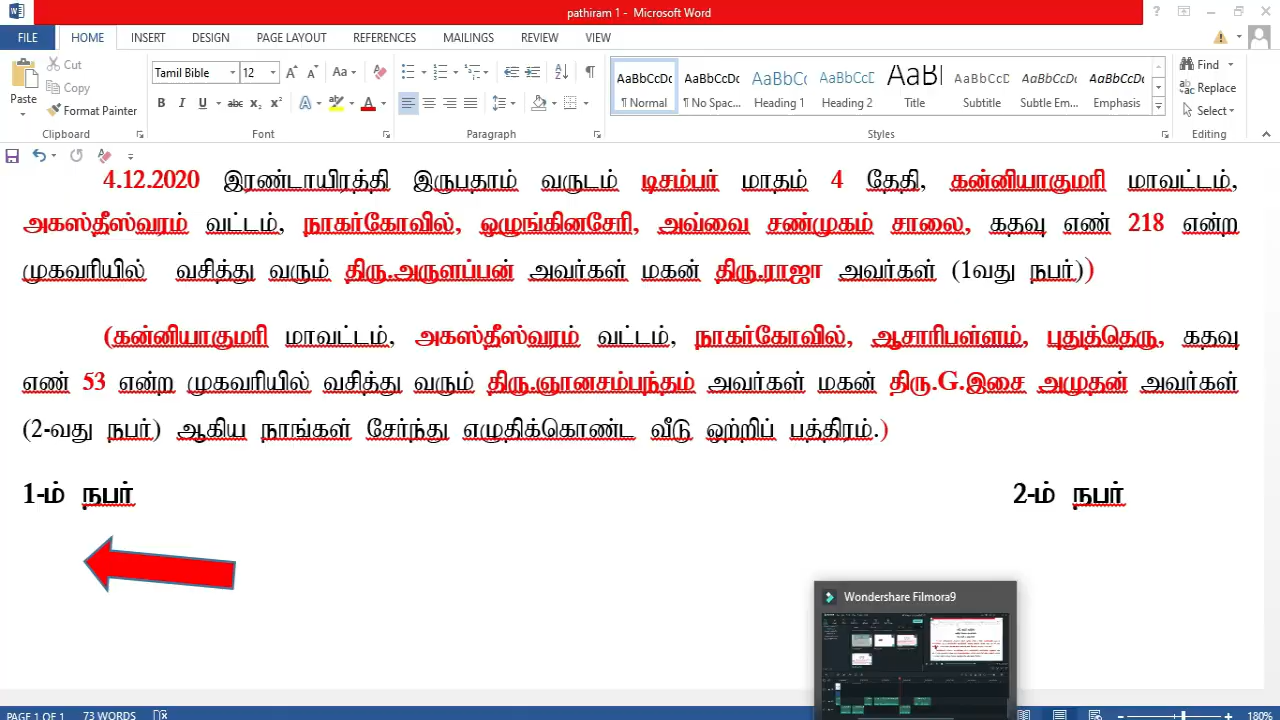 pathiram 1 - Microsoft Word
FILE HOME INSERT DESIGN PAGE LAYOUT REFERENCES MAILINGS REVIEW VIEW
Paste
Cut
Copy
Format Painter
Tamil Bible 12
AaBbCcDc AaBbCcDc AaBbCc AaBbCcC AaBl AaBbCcD AaBbCcDt AaBbCcDt
¶ Normal ¶ No Spac... Heading 1 Heading 2 Title Subtitle Subtle Em... Emphasis
Find
Replace
Select
Clipboard Font Paragraph Styles Editing
4.12.2020 இரண்டாயிரத்தி இருபதாம் வருடம் டிசம்பர் மாதம் 4 தேதி, கன்னியாகுமரி மாவட்டம்,
அகஸ்தீஸ்வரம் வட்டம், நாகர்கோவில், ஒழுங்கினசேரி, அவ்வை சண்முகம் சாலை, கதவு எண் 218 என்ற
முகவரியில் வசித்து வரும் திரு.அருளப்பன் அவர்கள் மகன் திரு.ராஜா அவர்கள் (1வது நபர்))
(கன்னியாகுமரி மாவட்டம், அகஸ்தீஸ்வரம் வட்டம், நாகர்கோவில், ஆசாரிபள்ளம், புதுத்தெரு, கதவு
எண் 53 என்ற முகவரியில் வசித்து வரும் திரு.ஞானசம்பந்தம் அவர்கள் மகன் திரு.G.இசை அமுதன் அவர்கள்
(2-வது நபர்) ஆகிய நாங்கள் சேர்ந்து எழுதிக்கொண்ட வீடு ஒற்றிப் பத்திரம்.)
1-ம் நபர் 2-ம் நபர்
Wondershare Filmora9
PAGE 1 OF 1 73 WORDS 180%